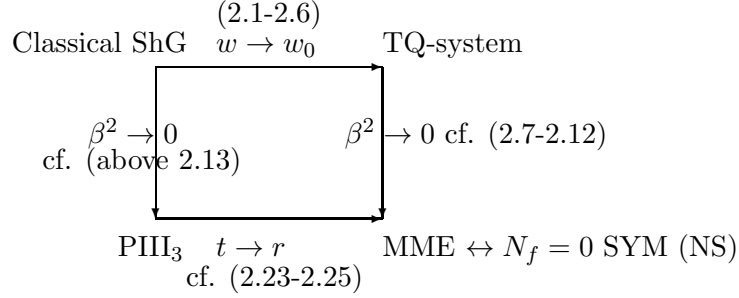 (2.1-2.6)
Classical ShG w → w₀ TQ-system
β² → 0 β² → 0 cf. (2.7-2.12)
cf. (above 2.13)
PIII₃ t → r MME ↔ N_f = 0 SYM (NS)
cf. (2.23-2.25)